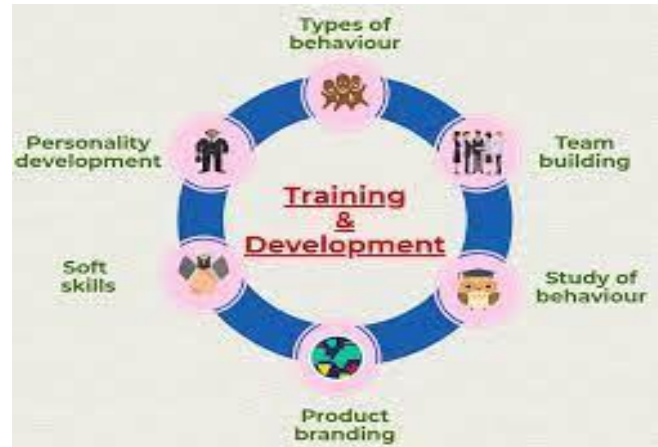 Types of
behaviour
Personality
development
Team
building
Training
&
Development
Soft
skills
Study of
behaviour
Product
branding